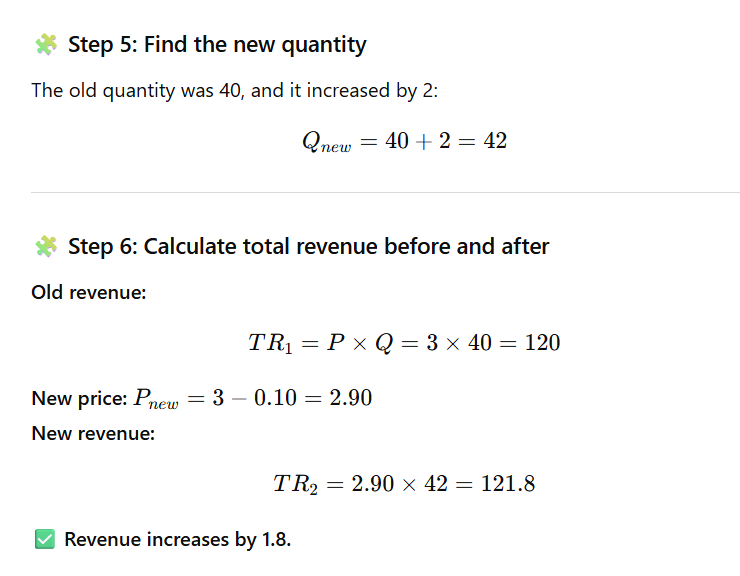 🧩 Step 5: Find the new quantity
The old quantity was 40, and it increased by 2:
Qnew = 40 + 2 = 42
🧩 Step 6: Calculate total revenue before and after
Old revenue:
TR₁ = P × Q = 3 × 40 = 120
New price: Pnew = 3 − 0.10 = 2.90
New revenue:
TR₂ = 2.90 × 42 = 121.8
✅ Revenue increases by 1.8.